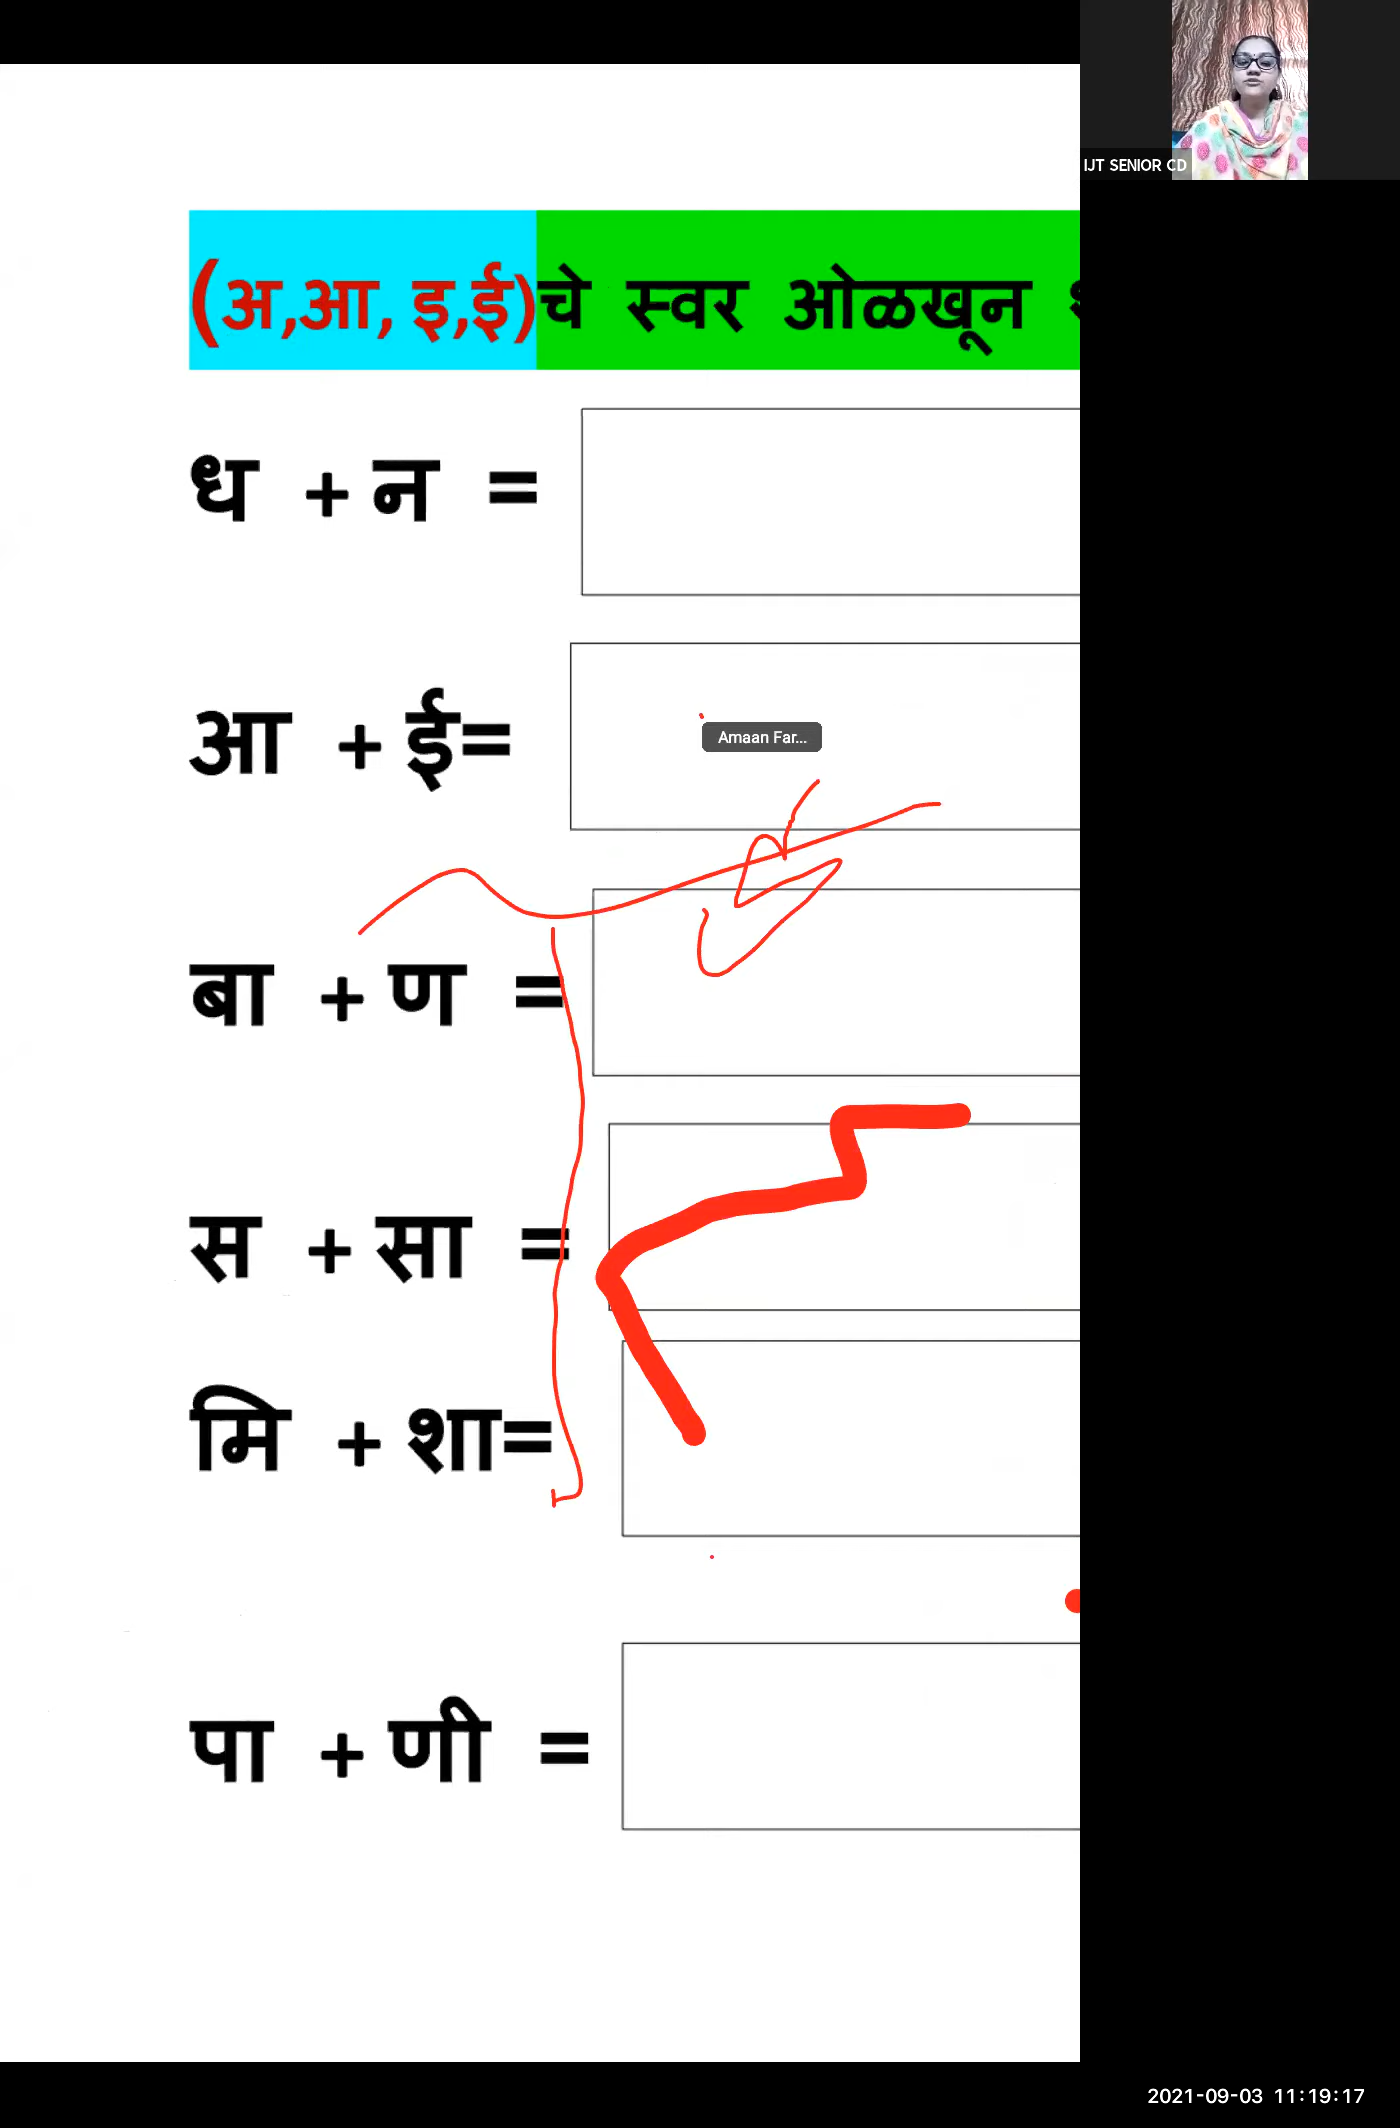 IJT SENIOR CD
(अ,आ, इ,ई)चे स्वर ओळखून
ध + न =
आ + ई=
Amaan Far...
बा + ण =
स + सा =
मि + शा=
पा + णी =
2021-09-03 11:19:17